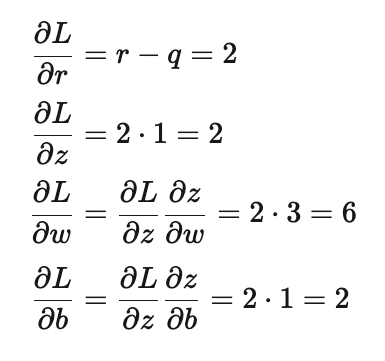 ∂L/∂r = r − q = 2
∂L/∂z = 2 · 1 = 2
∂L/∂w = ∂L/∂z ∂z/∂w = 2 · 3 = 6
∂L/∂b = ∂L/∂z ∂z/∂b = 2 · 1 = 2